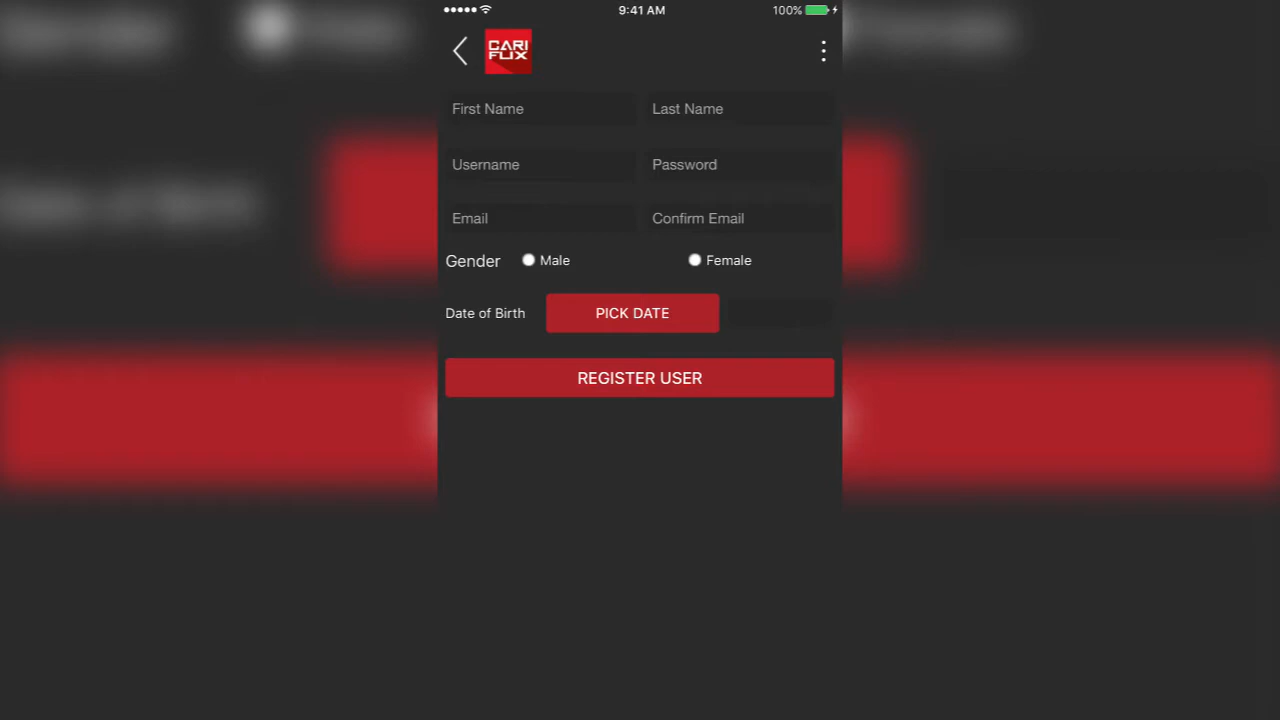 9:41 AM
100%
CARI
FLIX
First Name
Last Name
Username
Password
Email
Confirm Email
Gender
Male
Female
Date of Birth
PICK DATE
REGISTER USER